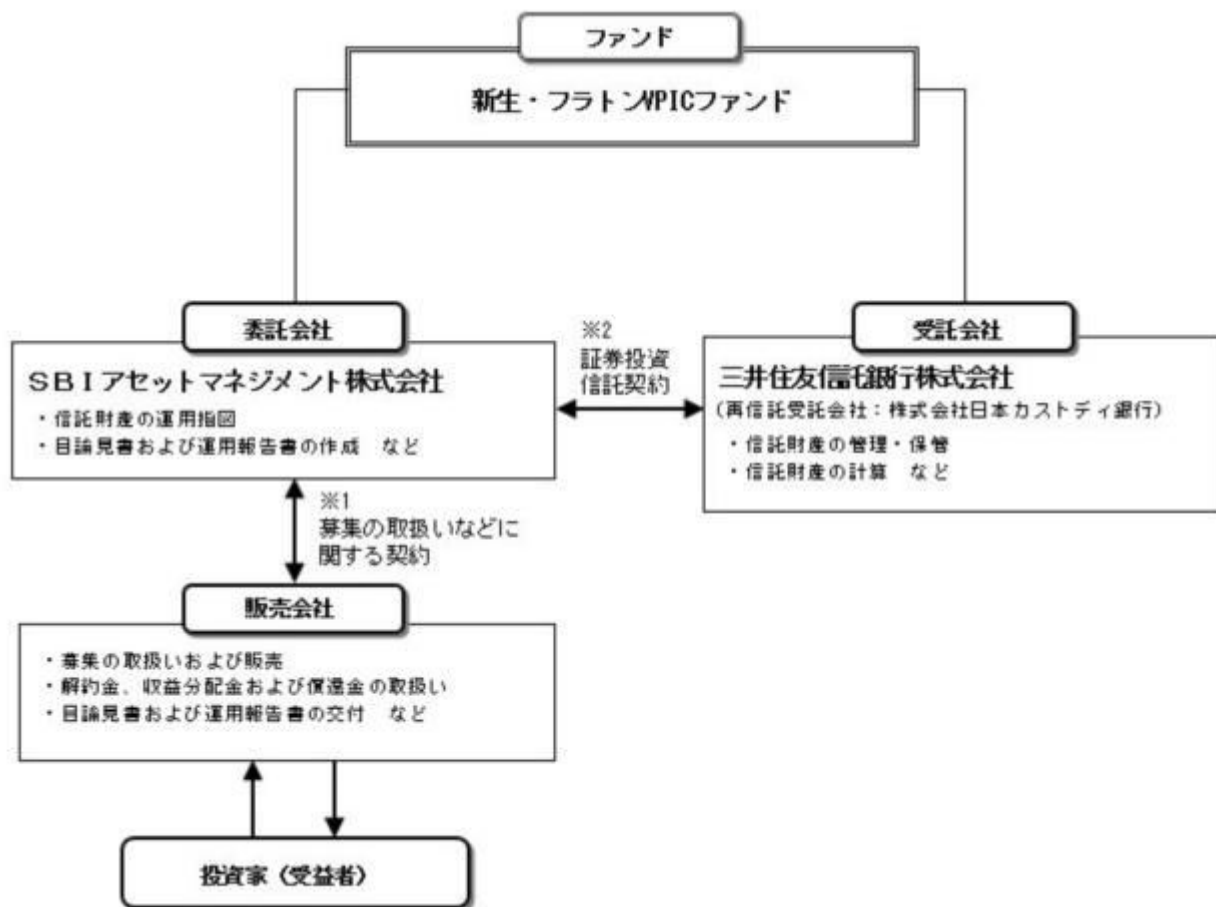 ファンド
新生・フラトンVPICファンド
委託会社
SBIアセットマネジメント株式会社
・信託財産の運用指図
・目論見書および運用報告書の作成 など
※2
証券投資
信託契約
受託会社
三井住友信託銀行株式会社
(再信託受託会社：株式会社日本カストディ銀行)
・信託財産の管理・保管
・信託財産の計算 など
※1
募集の取扱いなどに
関する契約
販売会社
・募集の取扱いおよび販売
・解約金、収益分配金および償還金の取扱い
・目論見書および運用報告書の交付 など
投資家（受益者）